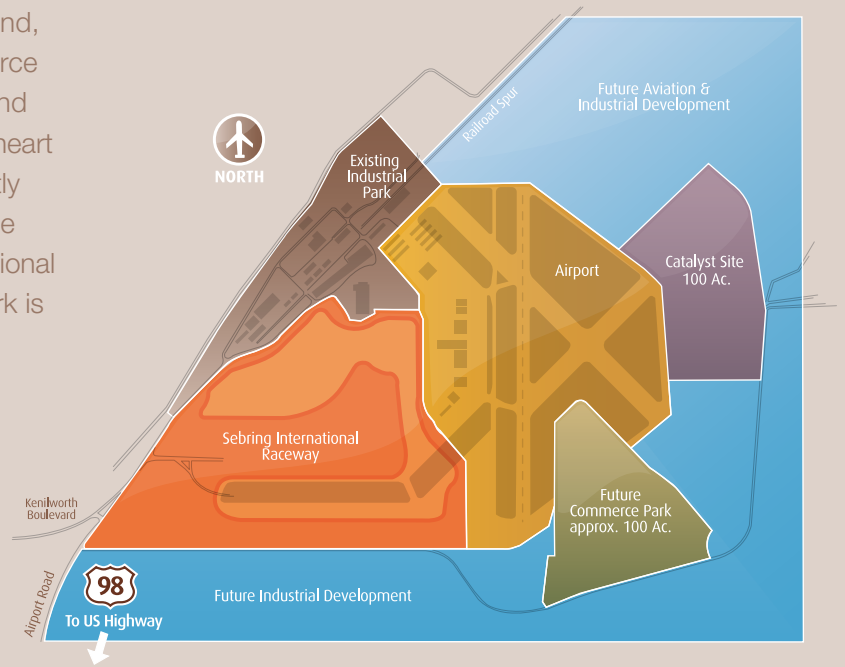 nd,
rce
nd
heart
tly
e
ional
rk is
NORTH
Existing
Industrial
Park
Railroad Spur
Future Aviation &
Industrial Development
Airport
Catalyst Site
100 Ac.
Sebring International
Raceway
Future
Commerce Park
approx. 100 Ac.
Kenilworth
Boulevard
Airport Road
98
To US Highway
Future Industrial Development